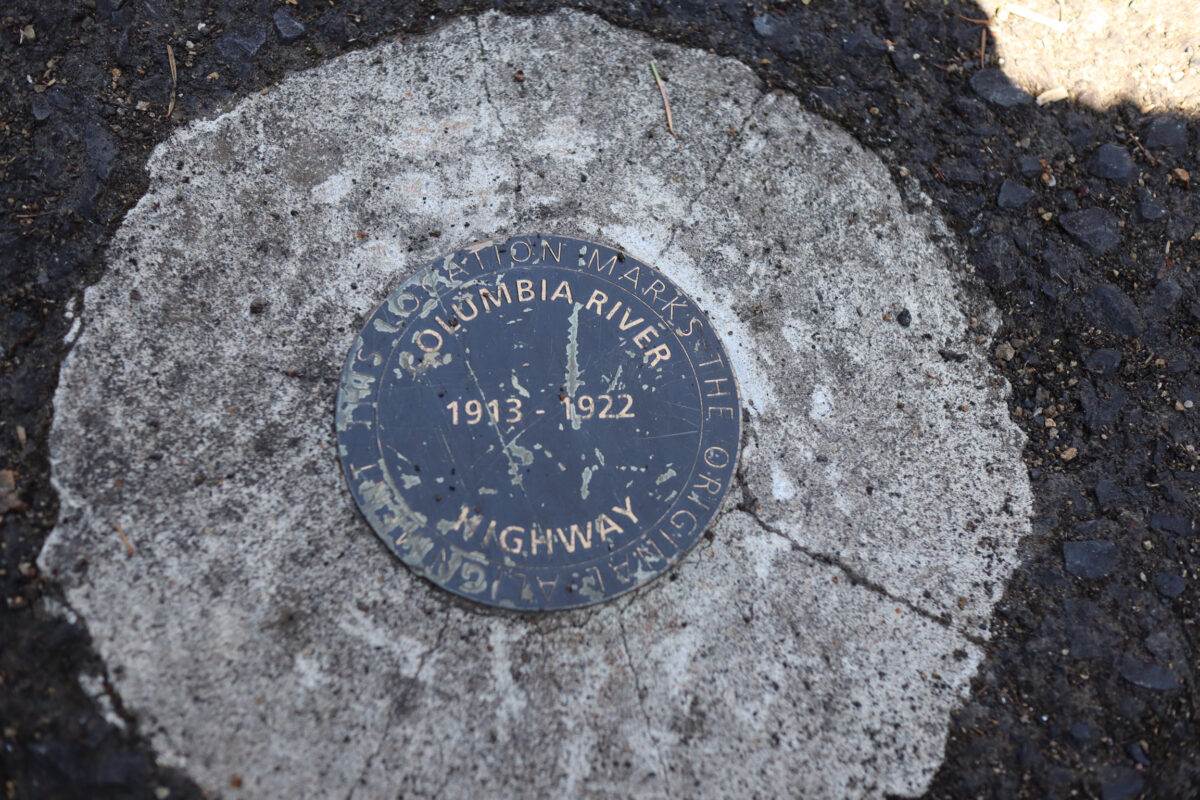 THIS LOCATION MARKS THE ORIGINAL ALIGNMENT
COLUMBIA RIVER
1913 - 1922
HIGHWAY